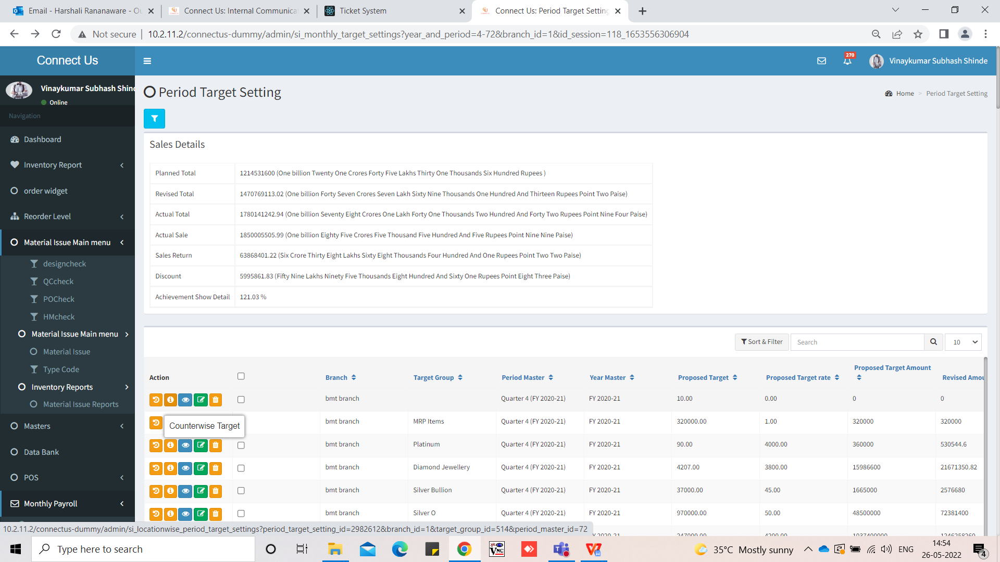 Email - Harshali Rananaware - Ou
Connect Us: Internal Communica
Ticket System
Connect Us: Period Target Setting
Not secure
10.2.11.2/connectus-dummy/admin/si_monthly_target_settings?year_and_period=4-72&branch_id=1&id_session=118_1653556306904
Connect Us
270
Vinaykumar Subhash Shinde
Vinaykumar Subhash Shind
Online
Navigation
Dashboard
Inventory Report
order widget
Reorder Level
Material Issue Main menu
designcheck
QCcheck
POCheck
HMcheck
Material Issue Main menu
Material Issue
Type Code
Inventory Reports
Material Issue Reports
Masters
Data Bank
POS
Monthly Payroll
Period Target Setting
Home > Period Target Setting
Sales Details
Planned Total 1214531600 (One billion Twenty One Crores Forty Five Lakhs Thirty One Thousands Six Hundred Rupees )
Revised Total 1470769113.02 (One billion Forty Seven Crores Seven Lakh Sixty Nine Thousands One Hundred And Thirteen Rupees Point Two Paise)
Actual Total 1780141242.94 (One billion Seventy Eight Crores One Lakh Forty One Thousands Two Hundred And Forty Two Rupees Point Nine Four Paise)
Actual Sale 1850005505.99 (One billion Eighty Five Crores Five Thousand Five Hundred And Five Rupees Point Nine Nine Paise)
Sales Return 63868401.22 (Six Crore Thirty Eight Lakhs Sixty Eight Thousands Four Hundred And One Rupees Point Two Two Paise)
Discount 5995861.83 (Fifty Nine Lakhs Ninety Five Thousands Eight Hundred And Sixty One Rupees Point Eight Three Paise)
Achievement Show Detail 121.03 %
Sort & Filter Search 10
Action Branch Target Group Period Master Year Master Proposed Target Proposed Target rate Proposed Target Amount Revised Amou
bmt branch Quarter 4 (FY 2020-21) FY 2020-21 10.00 0.00 0 0
bmt branch MRP Items Quarter 4 (FY 2020-21) FY 2020-21 320000.00 1.00 320000 320000
Counterwise Target
bmt branch Platinum Quarter 4 (FY 2020-21) FY 2020-21 90.00 4000.00 360000 530544.6
bmt branch Diamond Jewellery Quarter 4 (FY 2020-21) FY 2020-21 4207.00 3800.00 15986600 21671350.82
bmt branch Silver Bullion Quarter 4 (FY 2020-21) FY 2020-21 37000.00 45.00 1665000 2576680
bmt branch Silver O Quarter 4 (FY 2020-21) FY 2020-21 970000.00 50.00 48500000 72381400
Y 2020-21 247000.00 4200.00 1037400000 1246258260
10.2.11.2/connectus-dummy/admin/si_locationwise_period_target_settings?period_target_setting_id=2982612&branch_id=1&target_group_id=514&period_master_id=72
Type here to search
VNC
35°C Mostly sunny
ENG
14:54
26-05-2022
4